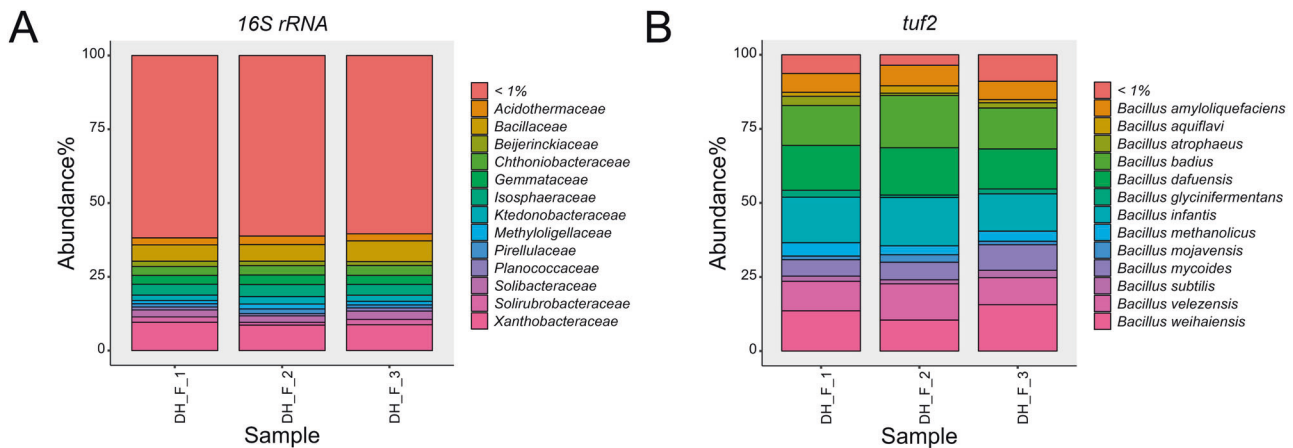 A
16S rRNA
Abundance%
100
75
50
25
0
DH_F_1
DH_F_2
DH_F_3
Sample
< 1%
Acidothermaceae
Bacillaceae
Beijerinckiaceae
Chthoniobacteraceae
Gemmataceae
Isosphaeraceae
Ktedonobacteraceae
Methyloligellaceae
Pirellulaceae
Planococcaceae
Solibacteraceae
Solirubrobacteraceae
Xanthobacteraceae
B
tuf2
Abundance%
100
75
50
25
0
DH_F_1
DH_F_2
DH_F_3
Sample
< 1%
Bacillus amyloliquefaciens
Bacillus aquiflavi
Bacillus atrophaeus
Bacillus badius
Bacillus dafuensis
Bacillus glycinifermentans
Bacillus infantis
Bacillus methanolicus
Bacillus mojavensis
Bacillus mycoides
Bacillus subtilis
Bacillus velezensis
Bacillus weihaiensis